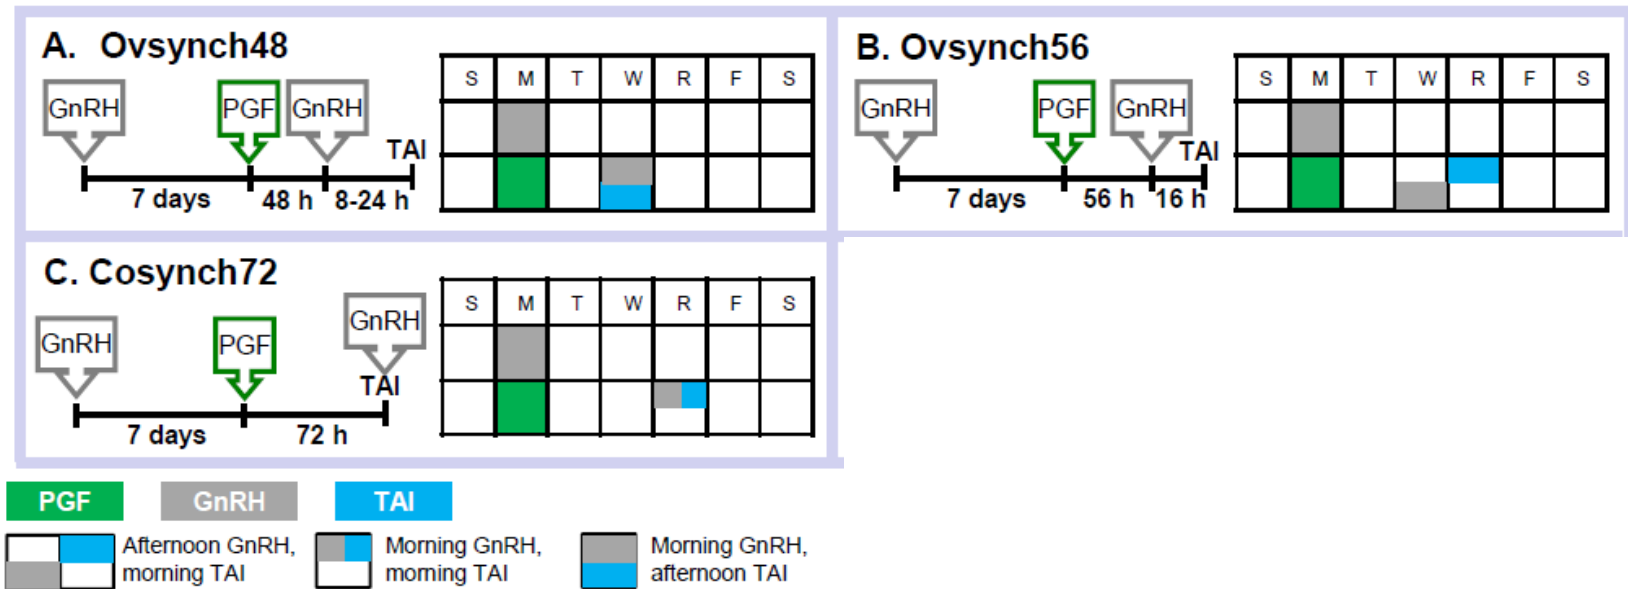 A. Ovsynch48
GnRH PGF GnRH
TAI
7 days 48 h 8-24 h
S M T W R F S
B. Ovsynch56
GnRH PGF GnRH
TAI
7 days 56 h 16 h
S M T W R F S
C. Cosynch72
GnRH PGF GnRH
TAI
7 days 72 h
S M T W R F S
PGF GnRH TAI
Afternoon GnRH,
morning TAI
Morning GnRH,
morning TAI
Morning GnRH,
afternoon TAI